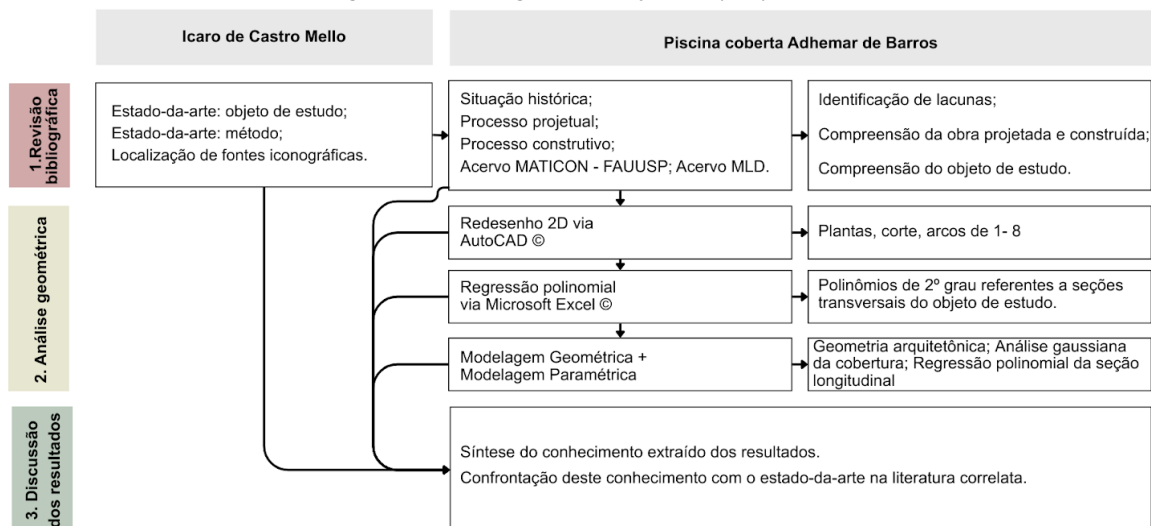 Icaro de Castro Mello
Piscina coberta Adhemar de Barros
1.Revisão
bibliográfica
Estado-da-arte: objeto de estudo;
Estado-da-arte: método;
Localização de fontes iconográficas.
Situação histórica;
Processo projetual;
Processo construtivo;
Acervo MATICON - FAUUSP; Acervo MLD.
Identificação de lacunas;
Compreensão da obra projetada e construída;
Compreensão do objeto de estudo.
2. Análise geométrica
Redesenho 2D via
AutoCAD ©
Plantas, corte, arcos de 1- 8
Regressão polinomial
via Microsoft Excel ©
Polinômios de 2º grau referentes a seções
transversais do objeto de estudo.
Modelagem Geométrica +
Modelagem Paramétrica
Geometria arquitetônica; Análise gaussiana
da cobertura; Regressão polinomial da seção
longitudinal
3. Discussão
dos resultados
Síntese do conhecimento extraído dos resultados.
Confrontação deste conhecimento com o estado-da-arte na literatura correlata.